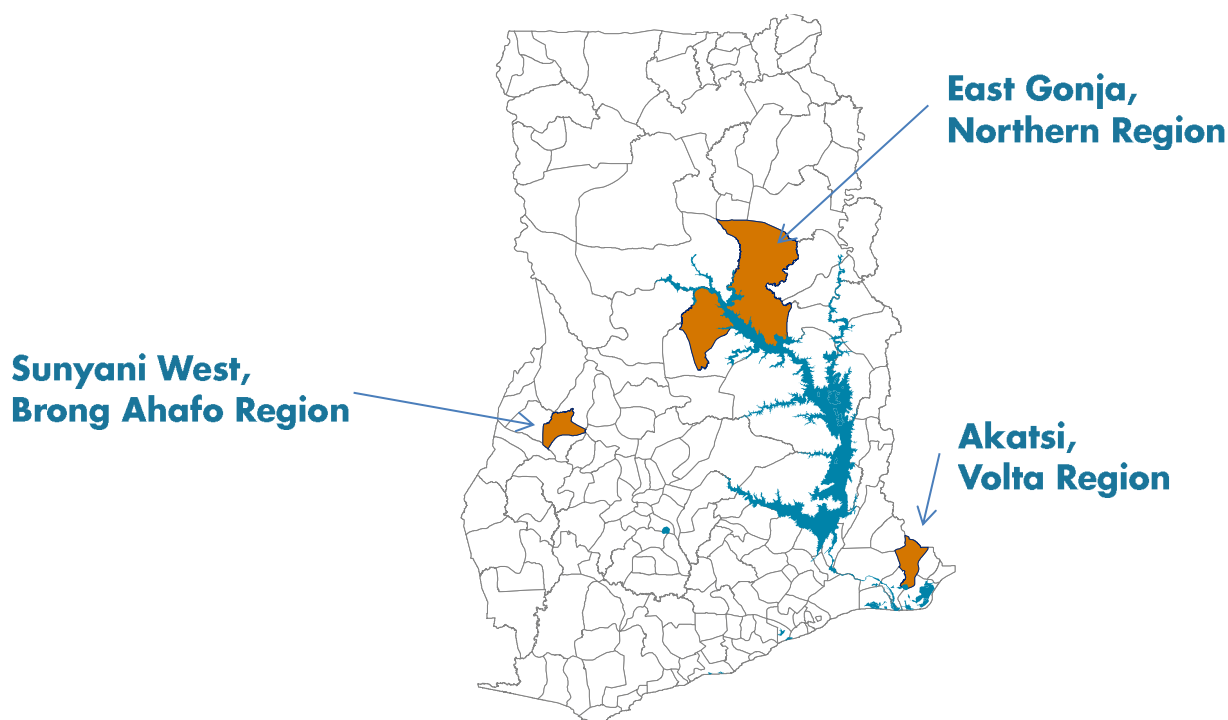 East Gonja,
Northern Region
Sunyani West,
Brong Ahafo Region
Akatsi,
Volta Region